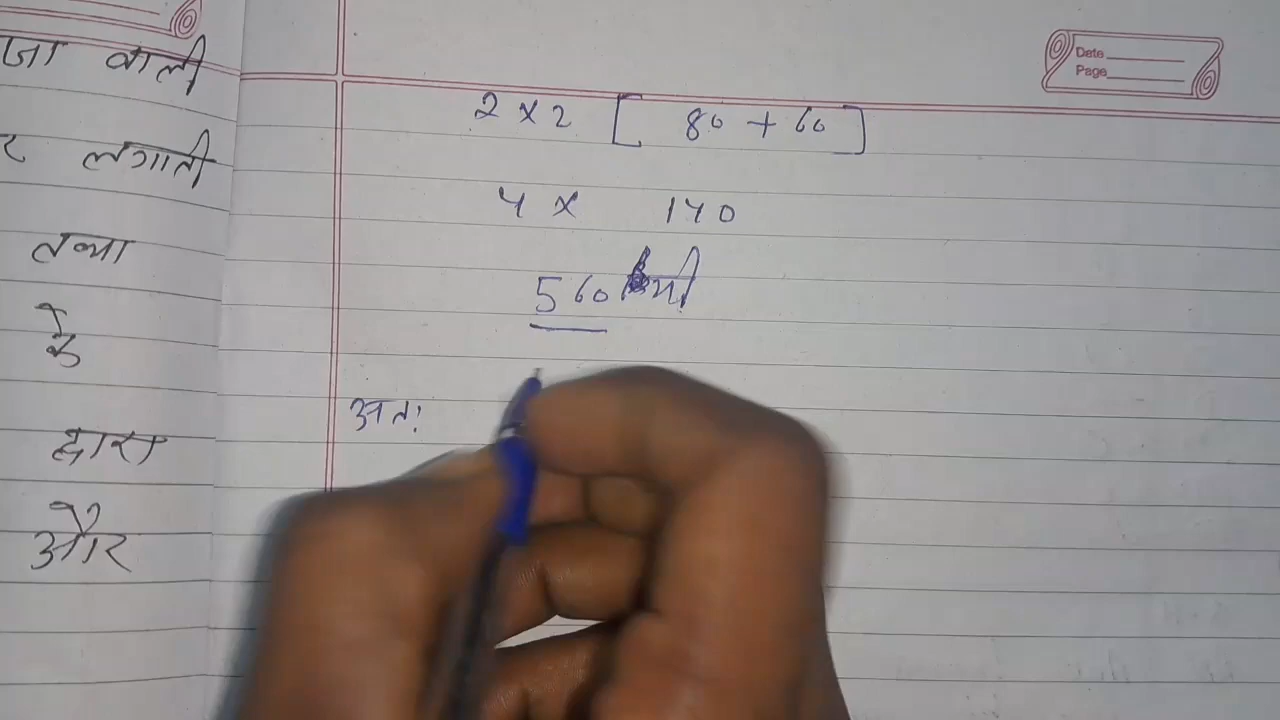 जा वाली
र लगाती
तथा
के
द्वारा
और
Date
Page
2 × 2 [ 80 + 60 ]
4 × 140
560 मी
अतः